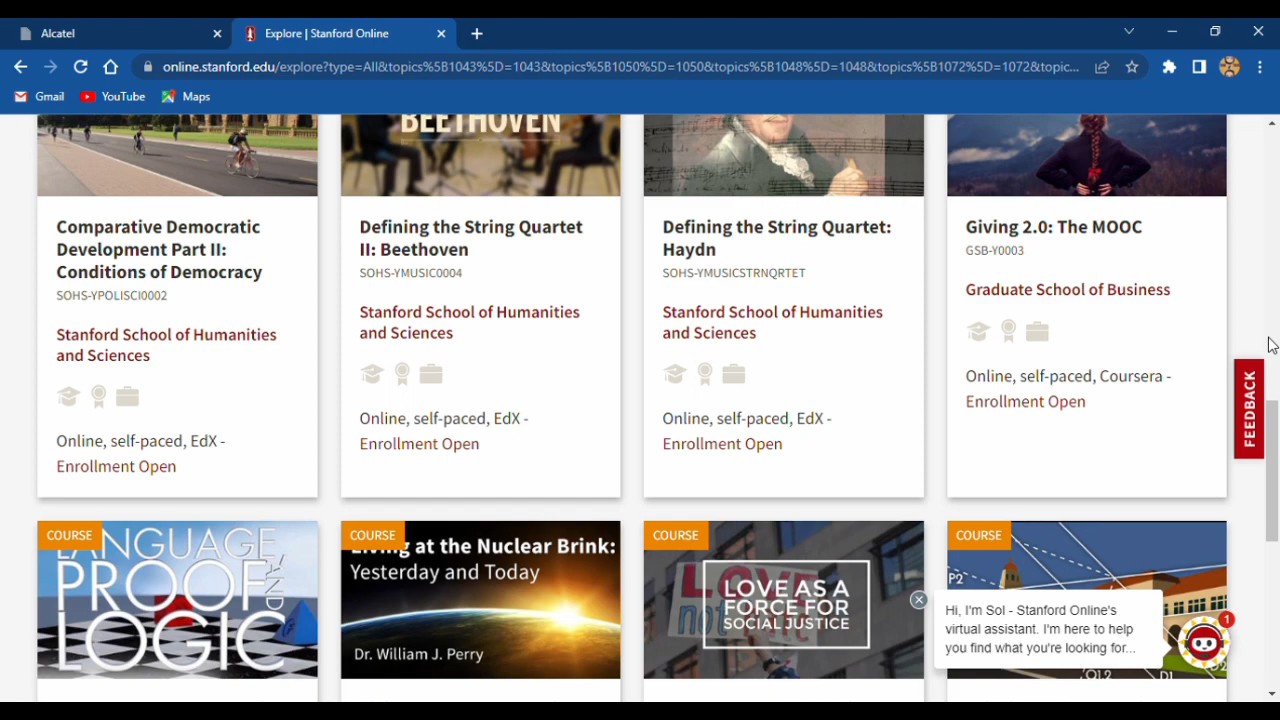 Alcatel
Explore | Stanford Online
online.stanford.edu/explore?type=All&topics%5B1043%5D=1043&topics%5B1050%5D=1050&topics%5B1048%5D=1048&topics%5B1072%5D=1072&topic...
Gmail
YouTube
Maps
BEETHOVEN
Comparative Democratic
Development Part II:
Conditions of Democracy
SOHS-YPOLISCI0002
Stanford School of Humanities
and Sciences
Online, self-paced, EdX -
Enrollment Open
Defining the String Quartet
II: Beethoven
SOHS-YMUSIC0004
Stanford School of Humanities
and Sciences
Online, self-paced, EdX -
Enrollment Open
Defining the String Quartet:
Haydn
SOHS-YMUSICSTRNQRTET
Stanford School of Humanities
and Sciences
Online, self-paced, EdX -
Enrollment Open
Giving 2.0: The MOOC
GSB-Y0003
Graduate School of Business
Online, self-paced, Coursera -
Enrollment Open
FEEDBACK
COURSE
LANGUAGE
AND
PROOF
LOGIC
COURSE
Living at the Nuclear Brink:
Yesterday and Today
Dr. William J. Perry
COURSE
LOVE
not
LOVE AS A
FORCE FOR
SOCIAL JUSTICE
COURSE
P2
O1,2
D1
D2
Hi, I'm Sol - Stanford Online's
virtual assistant. I'm here to help
you find what you're looking for...
1